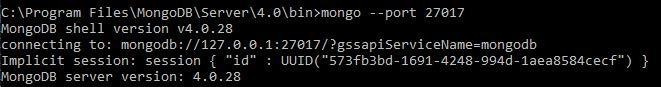 C:\Program Files\MongoDB\Server\4.0\bin>mongo --port 27017
MongoDB shell version v4.0.28
connecting to: mongodb://127.0.0.1:27017/?gssapiServiceName=mongodb
Implicit session: session { "id" : UUID("573fb3bd-1691-4248-994d-1aea8584cecf") }
MongoDB server version: 4.0.28